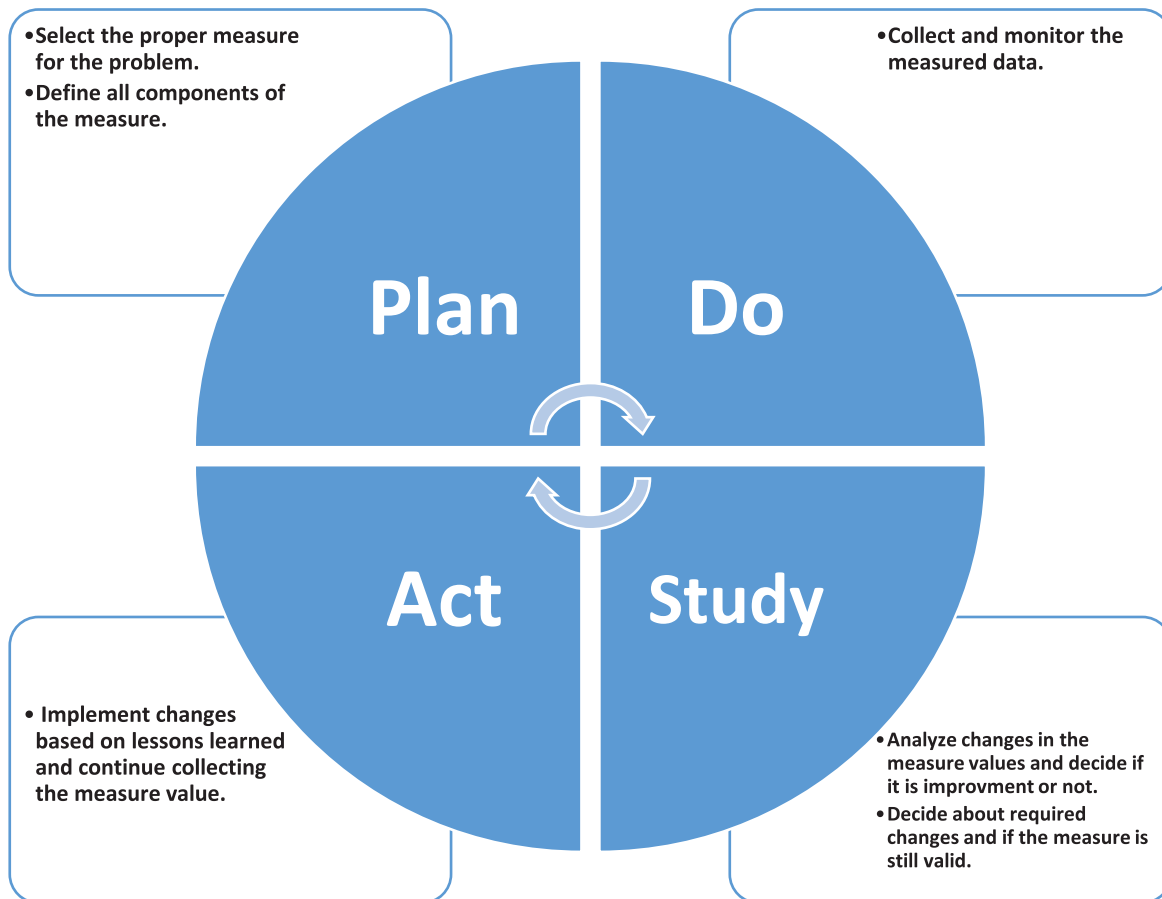 •Select the proper measure
for the problem.
•Define all components of
the measure.
•Collect and monitor the
measured data.
Plan
Do
Act
Study
• Implement changes
based on lessons learned
and continue collecting
the measure value.
•Analyze changes in the
measure values and decide if
it is improvment or not.
•Decide about required
changes and if the measure is
still valid.